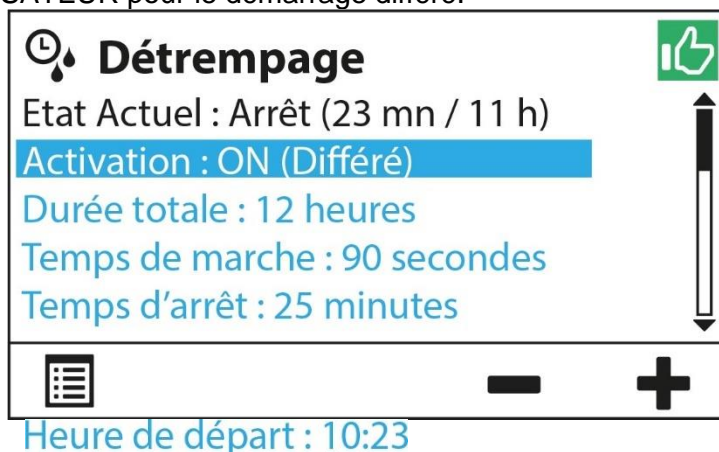 SATEUR pour le démarrage différé.
Détrempage
Etat Actuel : Arrêt (23 mn / 11 h)
Activation : ON (Différé)
Durée totale : 12 heures
Temps de marche : 90 secondes
Temps d’arrêt : 25 minutes
Heure de départ : 10:23